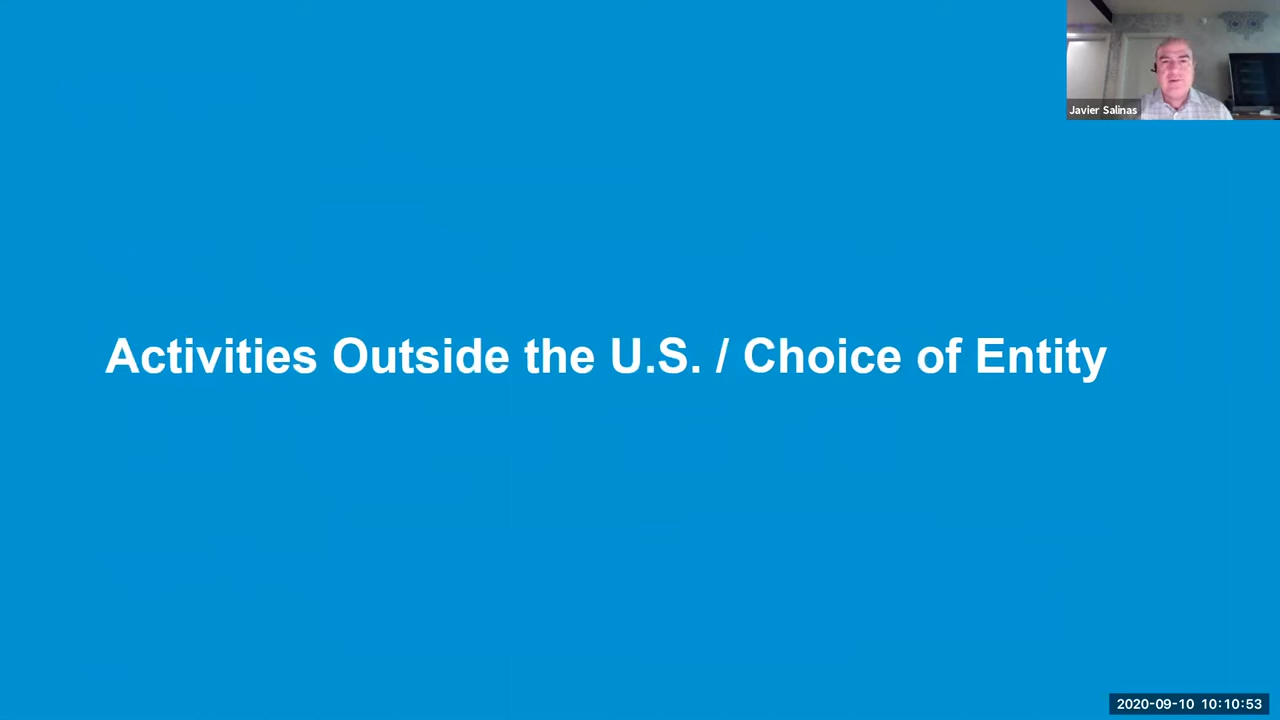 Javier Salinas
Activities Outside the U.S. / Choice of Entity
2020-09-10 10:10:53